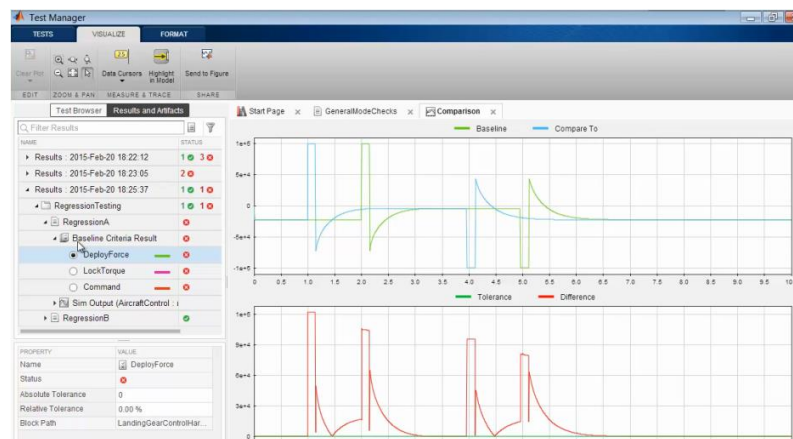 Test Manager
TESTS VISUALIZE FORMAT
Clear Plot Data Cursors Highlight in Model Send to Figure
EDIT ZOOM & PAN MEASURE & TRACE SHARE
Test Browser Results and Artifacts
Start Page GeneralModeChecks Comparison
Filter Results
NAME STATUS
Results : 2015-Feb-20 18:22:12 1 3
Results : 2015-Feb-20 18:23:05 2
Results : 2015-Feb-20 18:25:37 1 1
RegressionTesting 1 1
RegressionA
Baseline Criteria Result
DeployForce
LockTorque
Command
Sim Output (AircraftControl :
RegressionB
PROPERTY VALUE
Name DeployForce
Status
Absolute Tolerance 0
Relative Tolerance 0.00 %
Block Path LandingGearControlHar...
Baseline Compare To
1e+5
5e+4
0
-5e+4
-1e+5
0 0.5 1.0 1.5 2.0 2.5 3.0 3.5 4.0 4.5 5.0 5.5 6.0 6.5 7.0 7.5 8.0 8.5 9.0 9.5 10
Tolerance Difference
9e+4
6e+4
3e+4
0